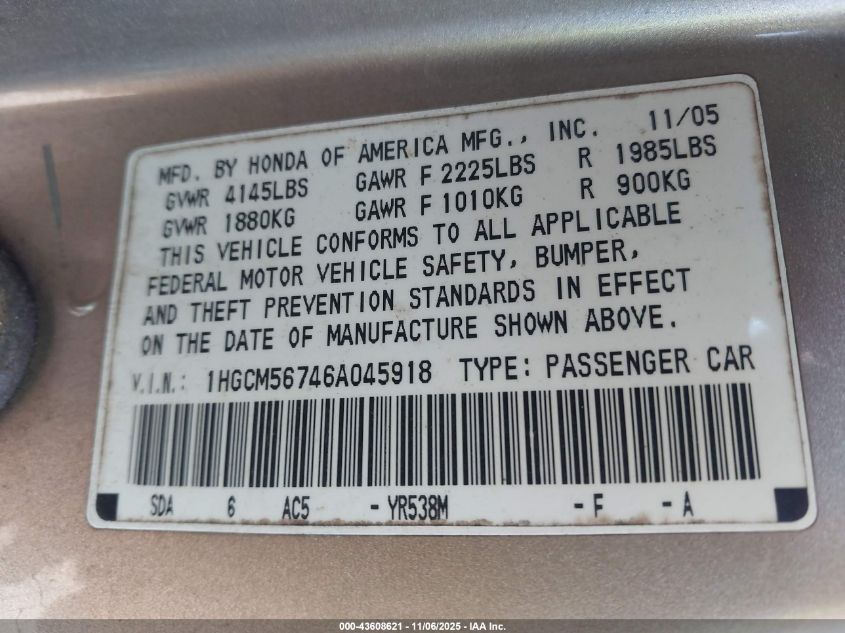 MFD. BY HONDA OF AMERICA MFG., INC. 11/05
GVWR 4145LBS GAWR F 2225LBS R 1985LBS
GVWR 1880KG GAWR F 1010KG R 900KG
THIS VEHICLE CONFORMS TO ALL APPLICABLE
FEDERAL MOTOR VEHICLE SAFETY, BUMPER,
AND THEFT PREVENTION STANDARDS IN EFFECT
ON THE DATE OF MANUFACTURE SHOWN ABOVE.
V.I.N.: 1HGCM56746A045918 TYPE: PASSENGER CAR
SDA 6 AC5 - YR538M - F - A
000-43608621 - 11/06/2025 - IAA Inc.